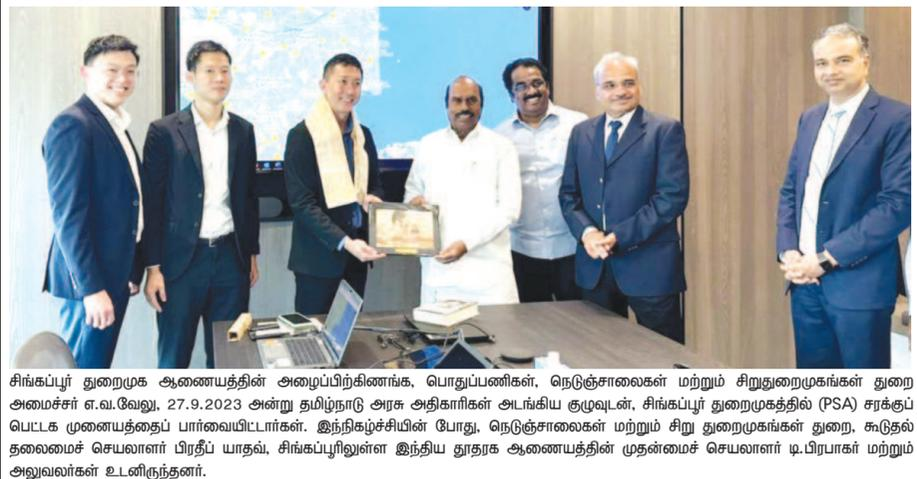 சிங்கப்பூர் துறைமுக ஆணையத்தின் அழைப்பிற்கிணங்க, பொதுப்பணிகள், நெடுஞ்சாலைகள் மற்றும் சிறுதுறைமுகங்கள் துறை
அமைச்சர் எ.வ.வேலு, 27.9.2023 அன்று தமிழ்நாடு அரசு அதிகாரிகள் அடங்கிய குழுவுடன், சிங்கப்பூர் துறைமுகத்தில் (PSA) சரக்குப்
பெட்டக முனையத்தைப் பார்வையிட்டார்கள். இந்நிகழ்ச்சியின் போது, நெடுஞ்சாலைகள் மற்றும் சிறு துறைமுகங்கள் துறை, கூடுதல்
தலைமைச் செயலாளர் பிரதீப் யாதவ், சிங்கப்பூரிலுள்ள இந்திய தூதரக ஆணையத்தின் முதன்மைச் செயலாளர் டி.பிரபாகர் மற்றும்
அலுவலர்கள் உடனிருந்தனர்.